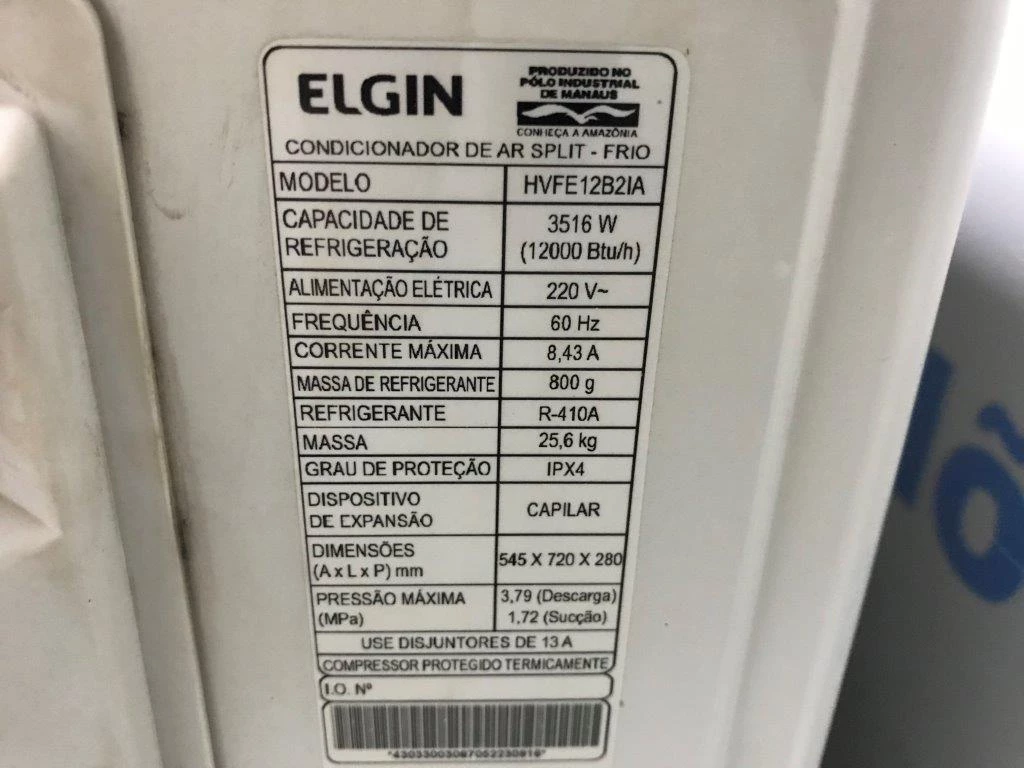 ELGIN
PRODUZIDO NO
PÓLO INDUSTRIAL
DE MANAUS
CONHEÇA A AMAZÔNIA
CONDICIONADOR DE AR SPLIT - FRIO
MODELO HVFE12B2IA
CAPACIDADE DE REFRIGERAÇÃO 3516 W (12000 Btu/h)
ALIMENTAÇÃO ELÉTRICA 220 V~
FREQUÊNCIA 60 Hz
CORRENTE MÁXIMA 8,43 A
MASSA DE REFRIGERANTE 800 g
REFRIGERANTE R-410A
MASSA 25,6 kg
GRAU DE PROTEÇÃO IPX4
DISPOSITIVO
DE EXPANSÃO
CAPILAR
DIMENSÕES
(A x L x P) mm
545 X 720 X 280
PRESSÃO MÁXIMA 3,79 (Descarga)
(MPa) 1,72 (Sucção)
USE DISJUNTORES DE 13 A
COMPRESSOR PROTEGIDO TERMICAMENTE
I.O. Nº